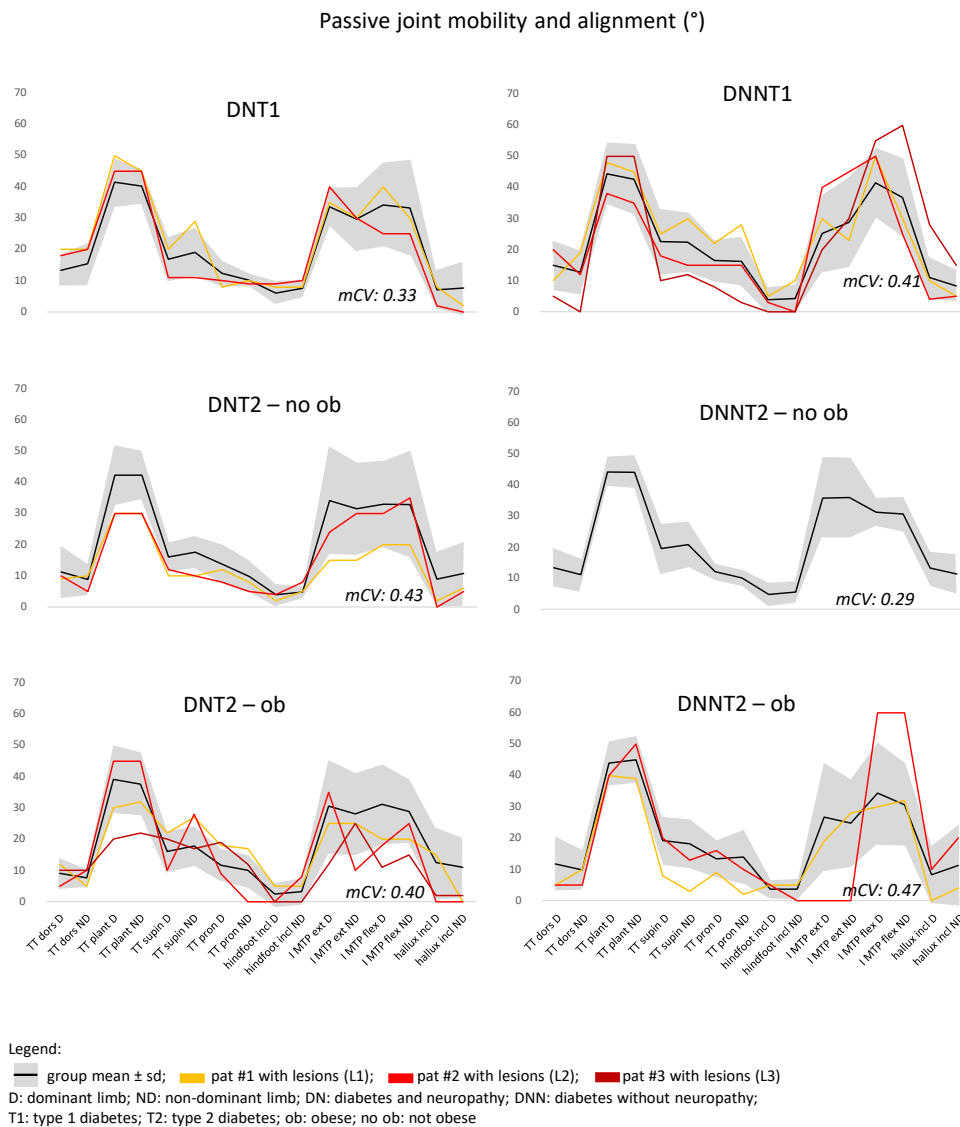 Passive joint mobility and alignment (°)
DNT1
70
60
50
40
30
20
10
0
mCV: 0.33
DNNT1
70
60
50
40
30
20
10
0
mCV: 0.41
DNT2 – no ob
70
60
50
40
30
20
10
0
mCV: 0.43
DNNT2 – no ob
70
60
50
40
30
20
10
0
mCV: 0.29
DNT2 – ob
70
60
50
40
30
20
10
0
mCV: 0.40
TT dors D
TT dors ND
TT plant D
TT plant ND
TT supin D
TT supin ND
TT pron D
TT pron ND
hindfoot incl D
hindfoot incl ND
I MTP ext D
I MTP ext ND
I MTP flex D
I MTP flex ND
hallux incl D
hallux incl ND
DNNT2 – ob
70
60
50
40
30
20
10
0
mCV: 0.47
TT dors D
TT dors ND
TT plant D
TT plant ND
TT supin D
TT supin ND
TT pron D
TT pron ND
hindfoot incl D
hindfoot incl ND
I MTP ext D
I MTP ext ND
I MTP flex D
I MTP flex ND
hallux incl D
hallux incl ND
Legend:
group mean ± sd; pat #1 with lesions (L1); pat #2 with lesions (L2); pat #3 with lesions (L3)
D: dominant limb; ND: non-dominant limb; DN: diabetes and neuropathy; DNN: diabetes without neuropathy;
T1: type 1 diabetes; T2: type 2 diabetes; ob: obese; no ob: not obese